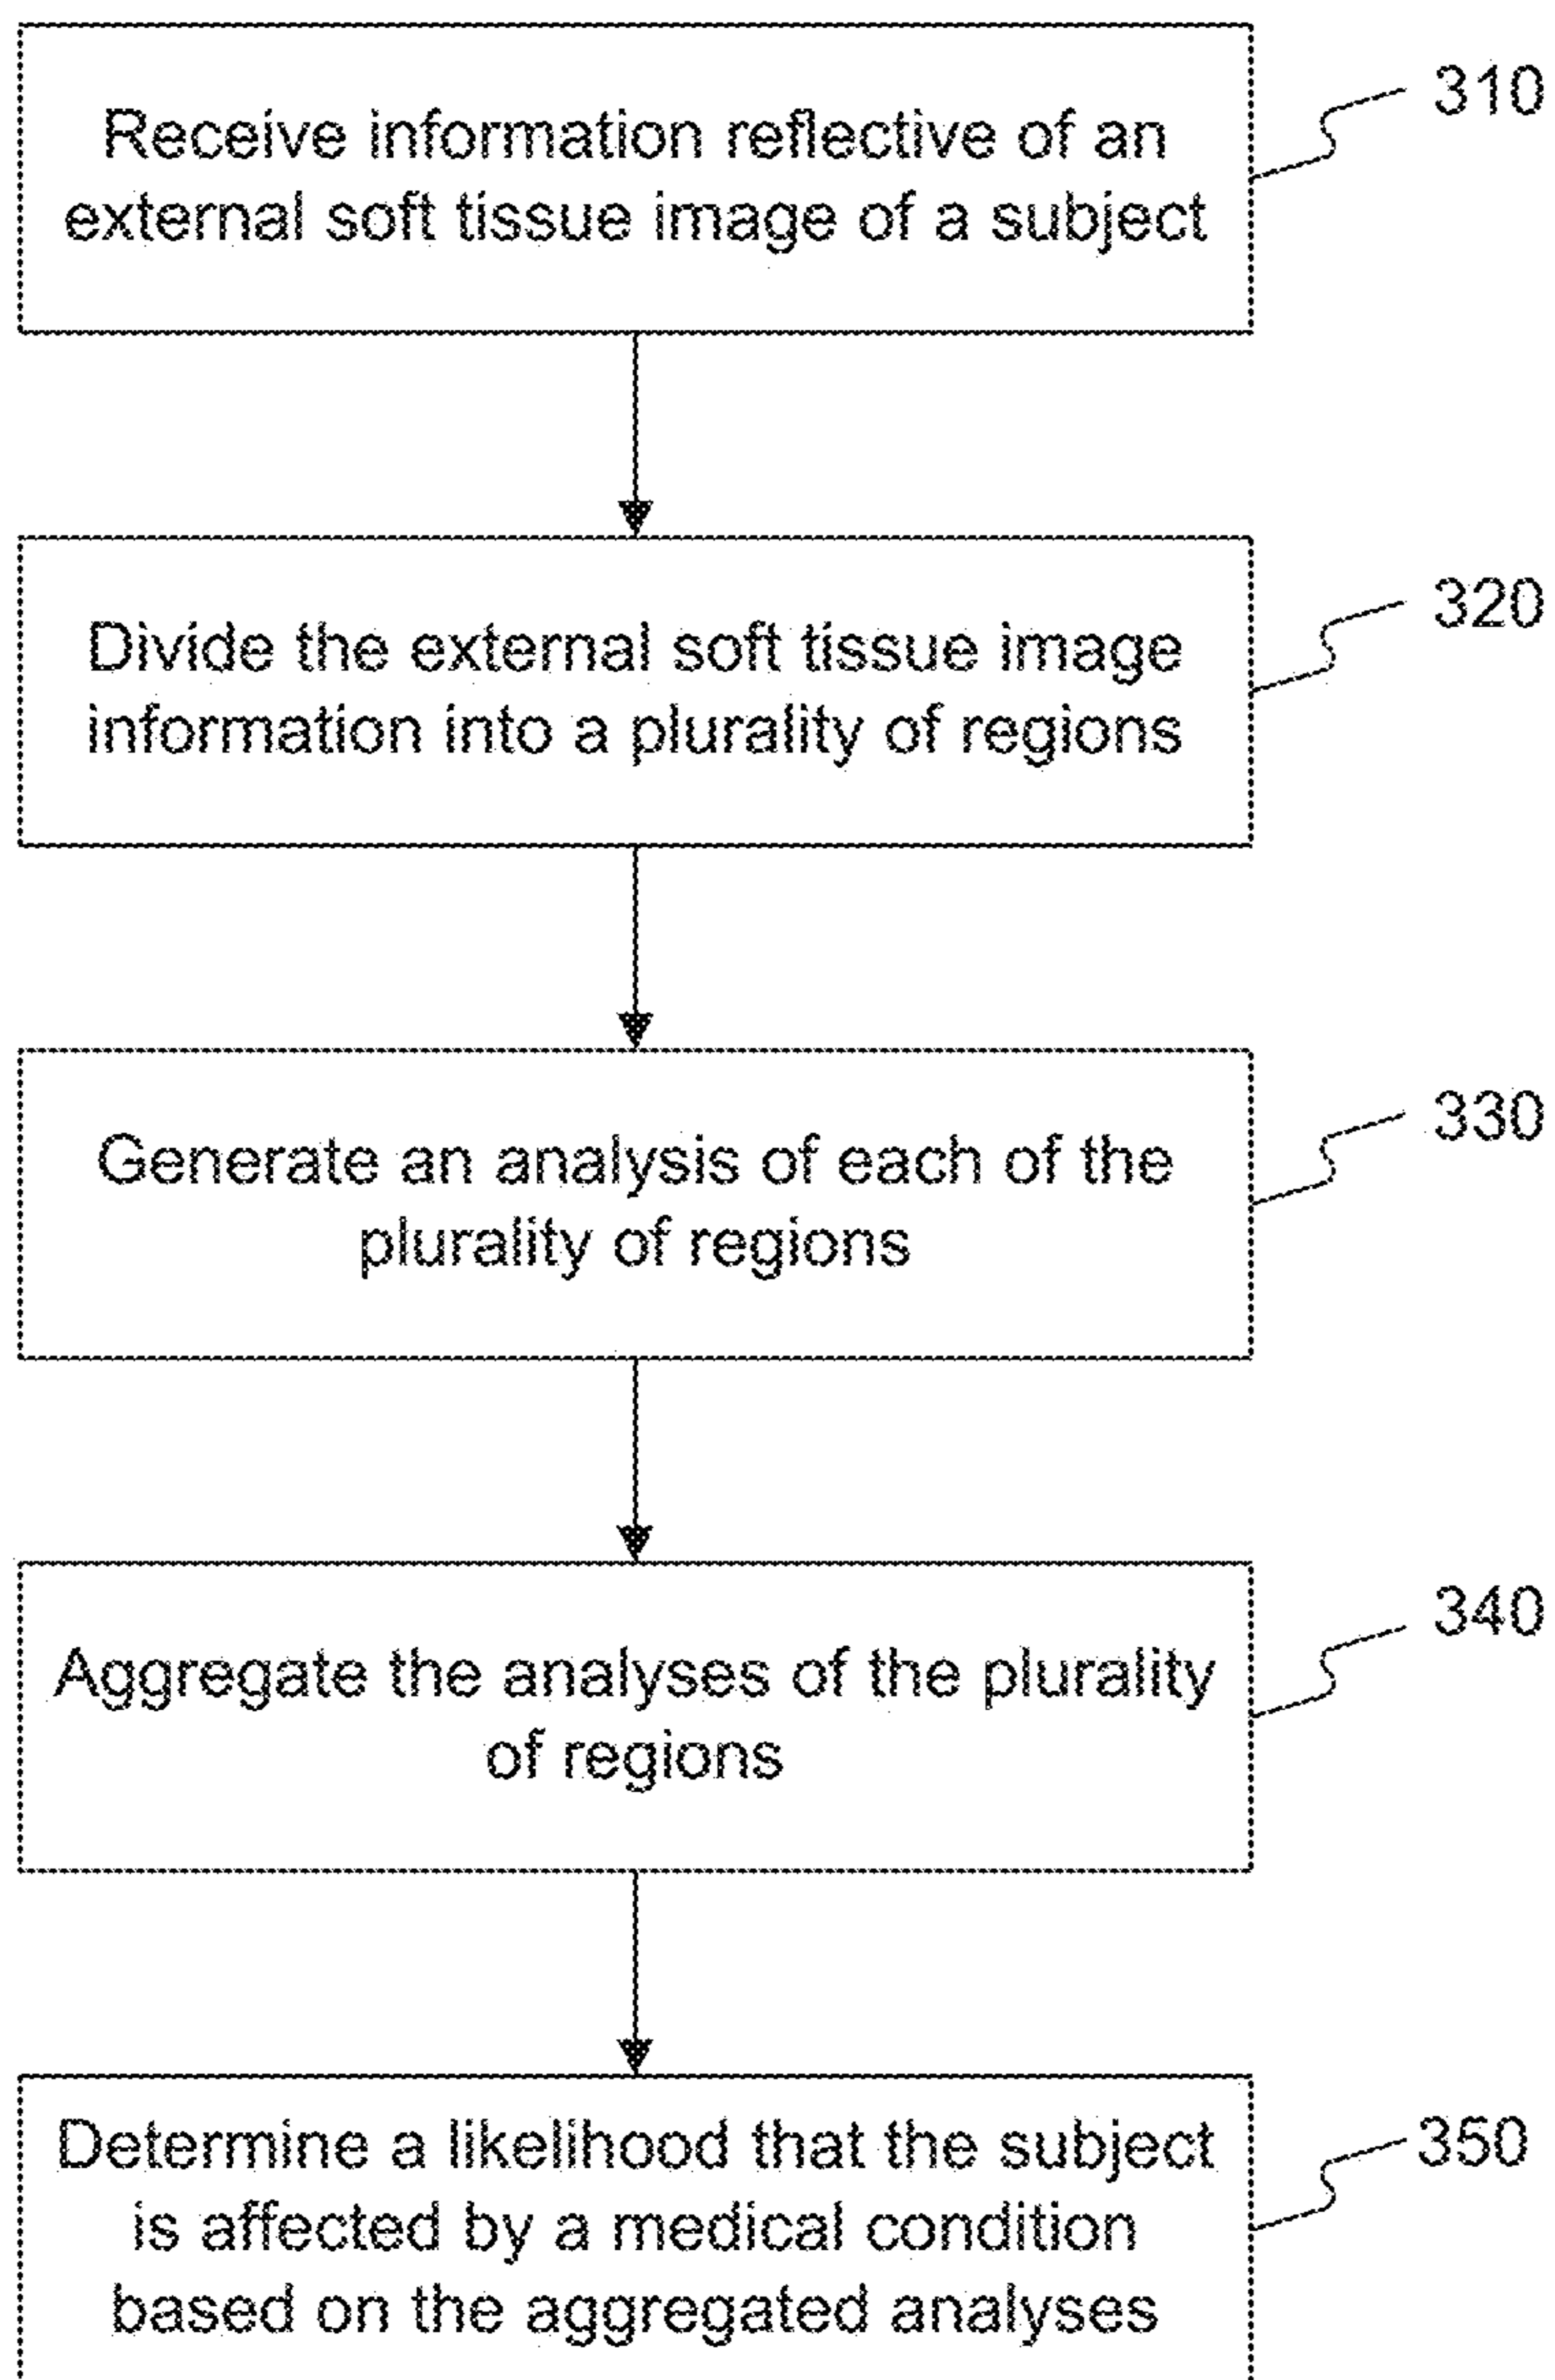 Receive information reflective of an
external soft tissue image of a subject
310
Divide the external soft tissue image
information into a plurality of regions
320
Generate an analysis of each of the
plurality of regions
330
Aggregate the analyses of the plurality
of regions
340
Determine a likelihood that the subject
is affected by a medical condition
based on the aggregated analyses
350